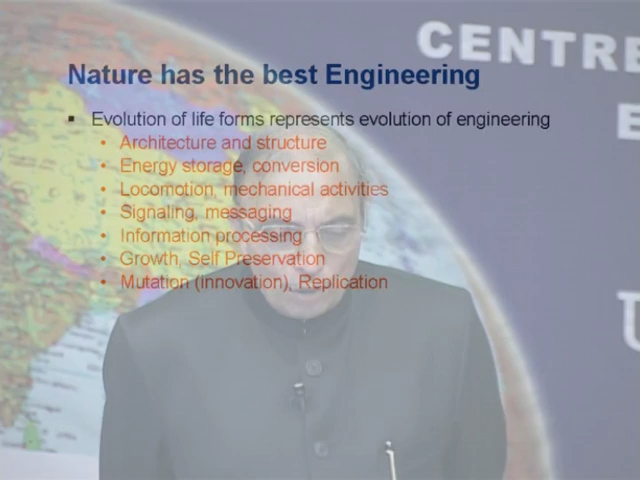 CENTRE
E
Nature has the best Engineering
▪ Evolution of life forms represents evolution of engineering
• Architecture and structure
• Energy storage, conversion
• Locomotion, mechanical activities
• Signaling, messaging
• Information processing
• Growth, Self Preservation
• Mutation (innovation), Replication